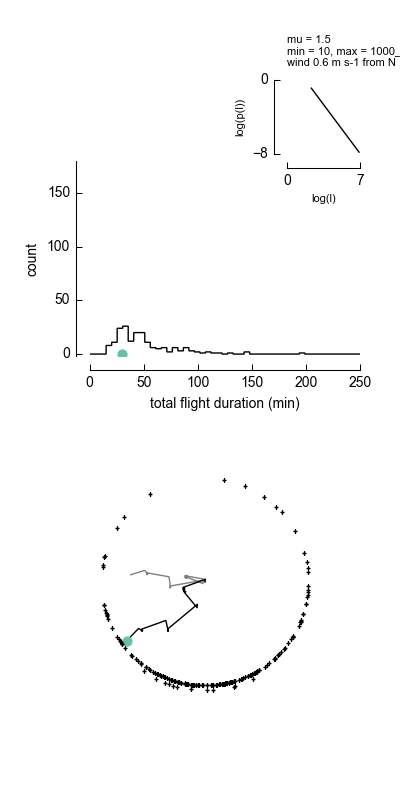 mu = 1.5
min = 10, max = 1000_
wind 0.6 m s-1 from N
0
log(p(l))
−8
0 7
log(l)
150
100
count
50
0
0 50 100 150 200 250
total flight duration (min)